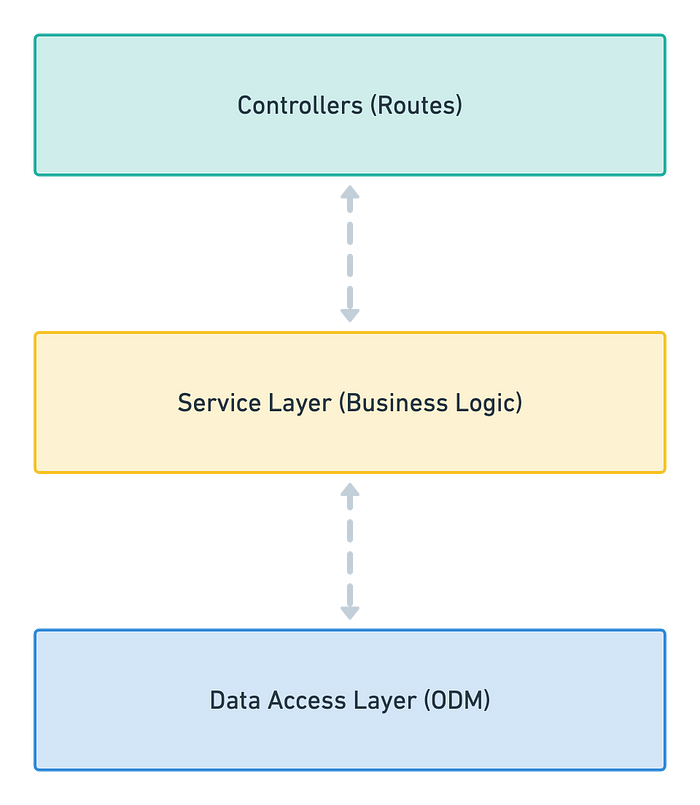 Controllers (Routes)
Service Layer (Business Logic)
Data Access Layer (ODM)